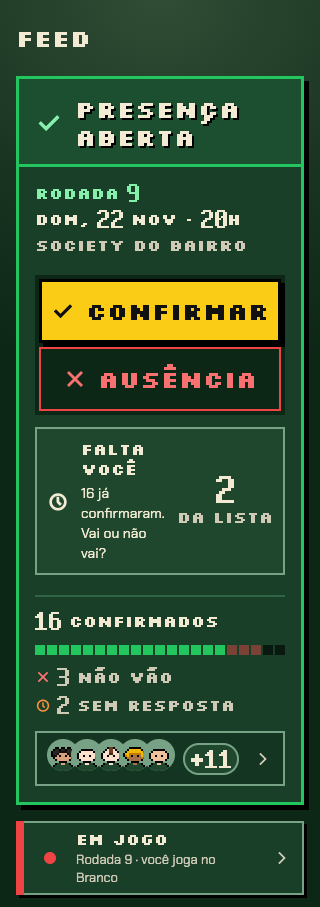 FEED
PRESENÇA
ABERTA
RODADA 9
DOM, 22 NOV · 20H
SOCIETY DO BAIRRO
CONFIRMAR
AUSÊNCIA
FALTA
VOCÊ
16 já
confirmaram.
Vai ou não
vai?
2
DA LISTA
16 CONFIRMADOS
3 NÃO VÃO
2 SEM RESPOSTA
+11
EM JOGO
Rodada 9 · você joga no
Branco